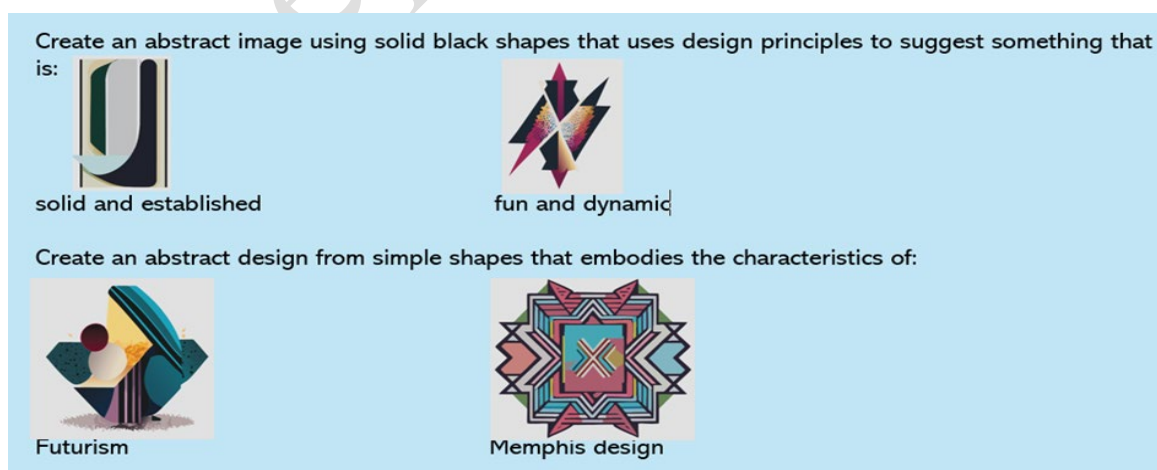 Create an abstract image using solid black shapes that uses design principles to suggest something that
is:
solid and established
fun and dynamic
Create an abstract design from simple shapes that embodies the characteristics of:
Futurism
Memphis design